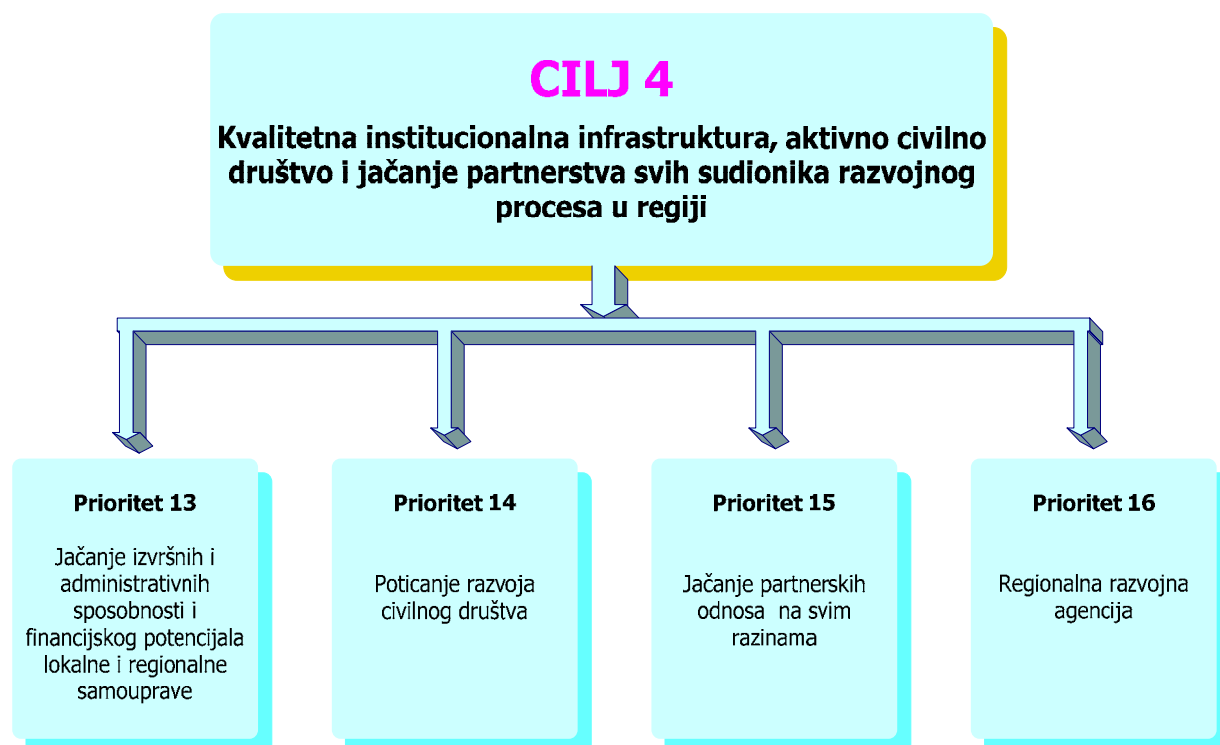 CILJ 4
Kvalitetna institucionalna infrastruktura, aktivno civilno
društvo i jačanje partnerstva svih sudionika razvojnog
procesa u regiji
Prioritet 13
Jačanje izvršnih i
administrativnih
sposobnosti i
financijskog potencijala
lokalne i regionalne
samouprave
Prioritet 14
Poticanje razvoja
civilnog društva
Prioritet 15
Jačanje partnerskih
odnosa  na svim
razinama
Prioritet 16
Regionalna razvojna
agencija